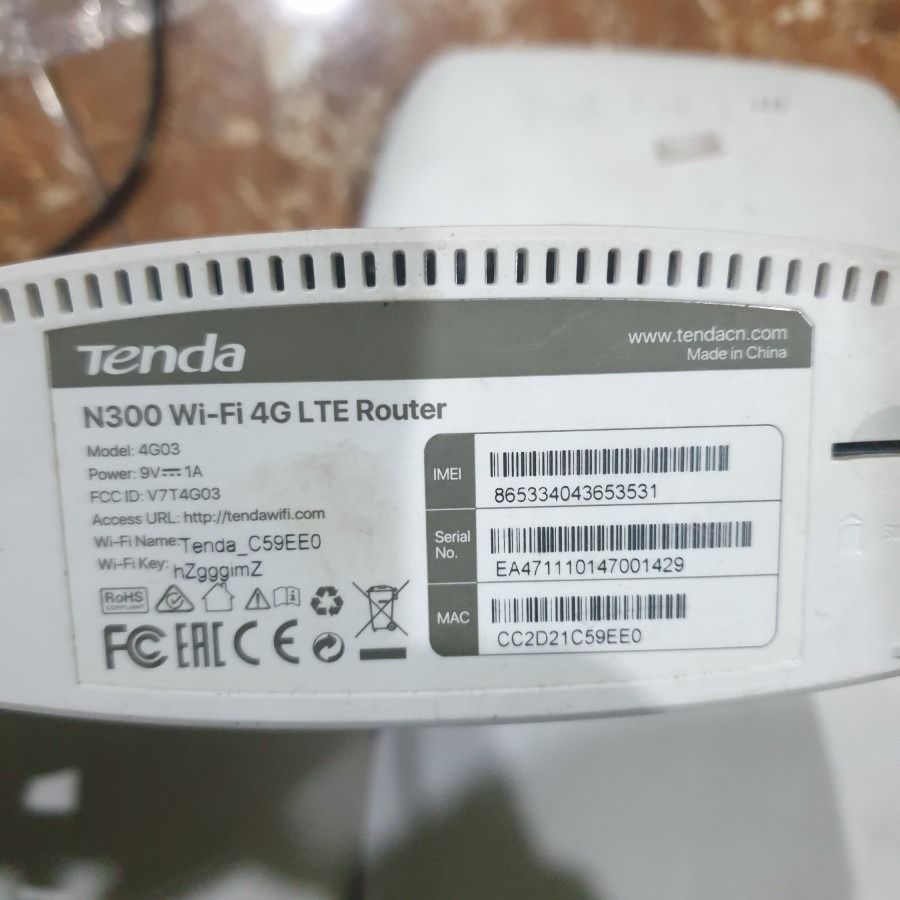 Tenda
www.tendacn.com
Made in China
N300 Wi-Fi 4G LTE Router
Model: 4G03
Power: 9V⎓1A
FCC ID: V7T4G03
Access URL: http://tendawifi.com
Wi-Fi Name: Tenda_C59EE0
Wi-Fi Key: hZgggimZ
IMEI
865334043653531
Serial No.
EA471110147001429
MAC
CC2D21C59EE0
RoHS
COMPLIANT
FC EAC CE